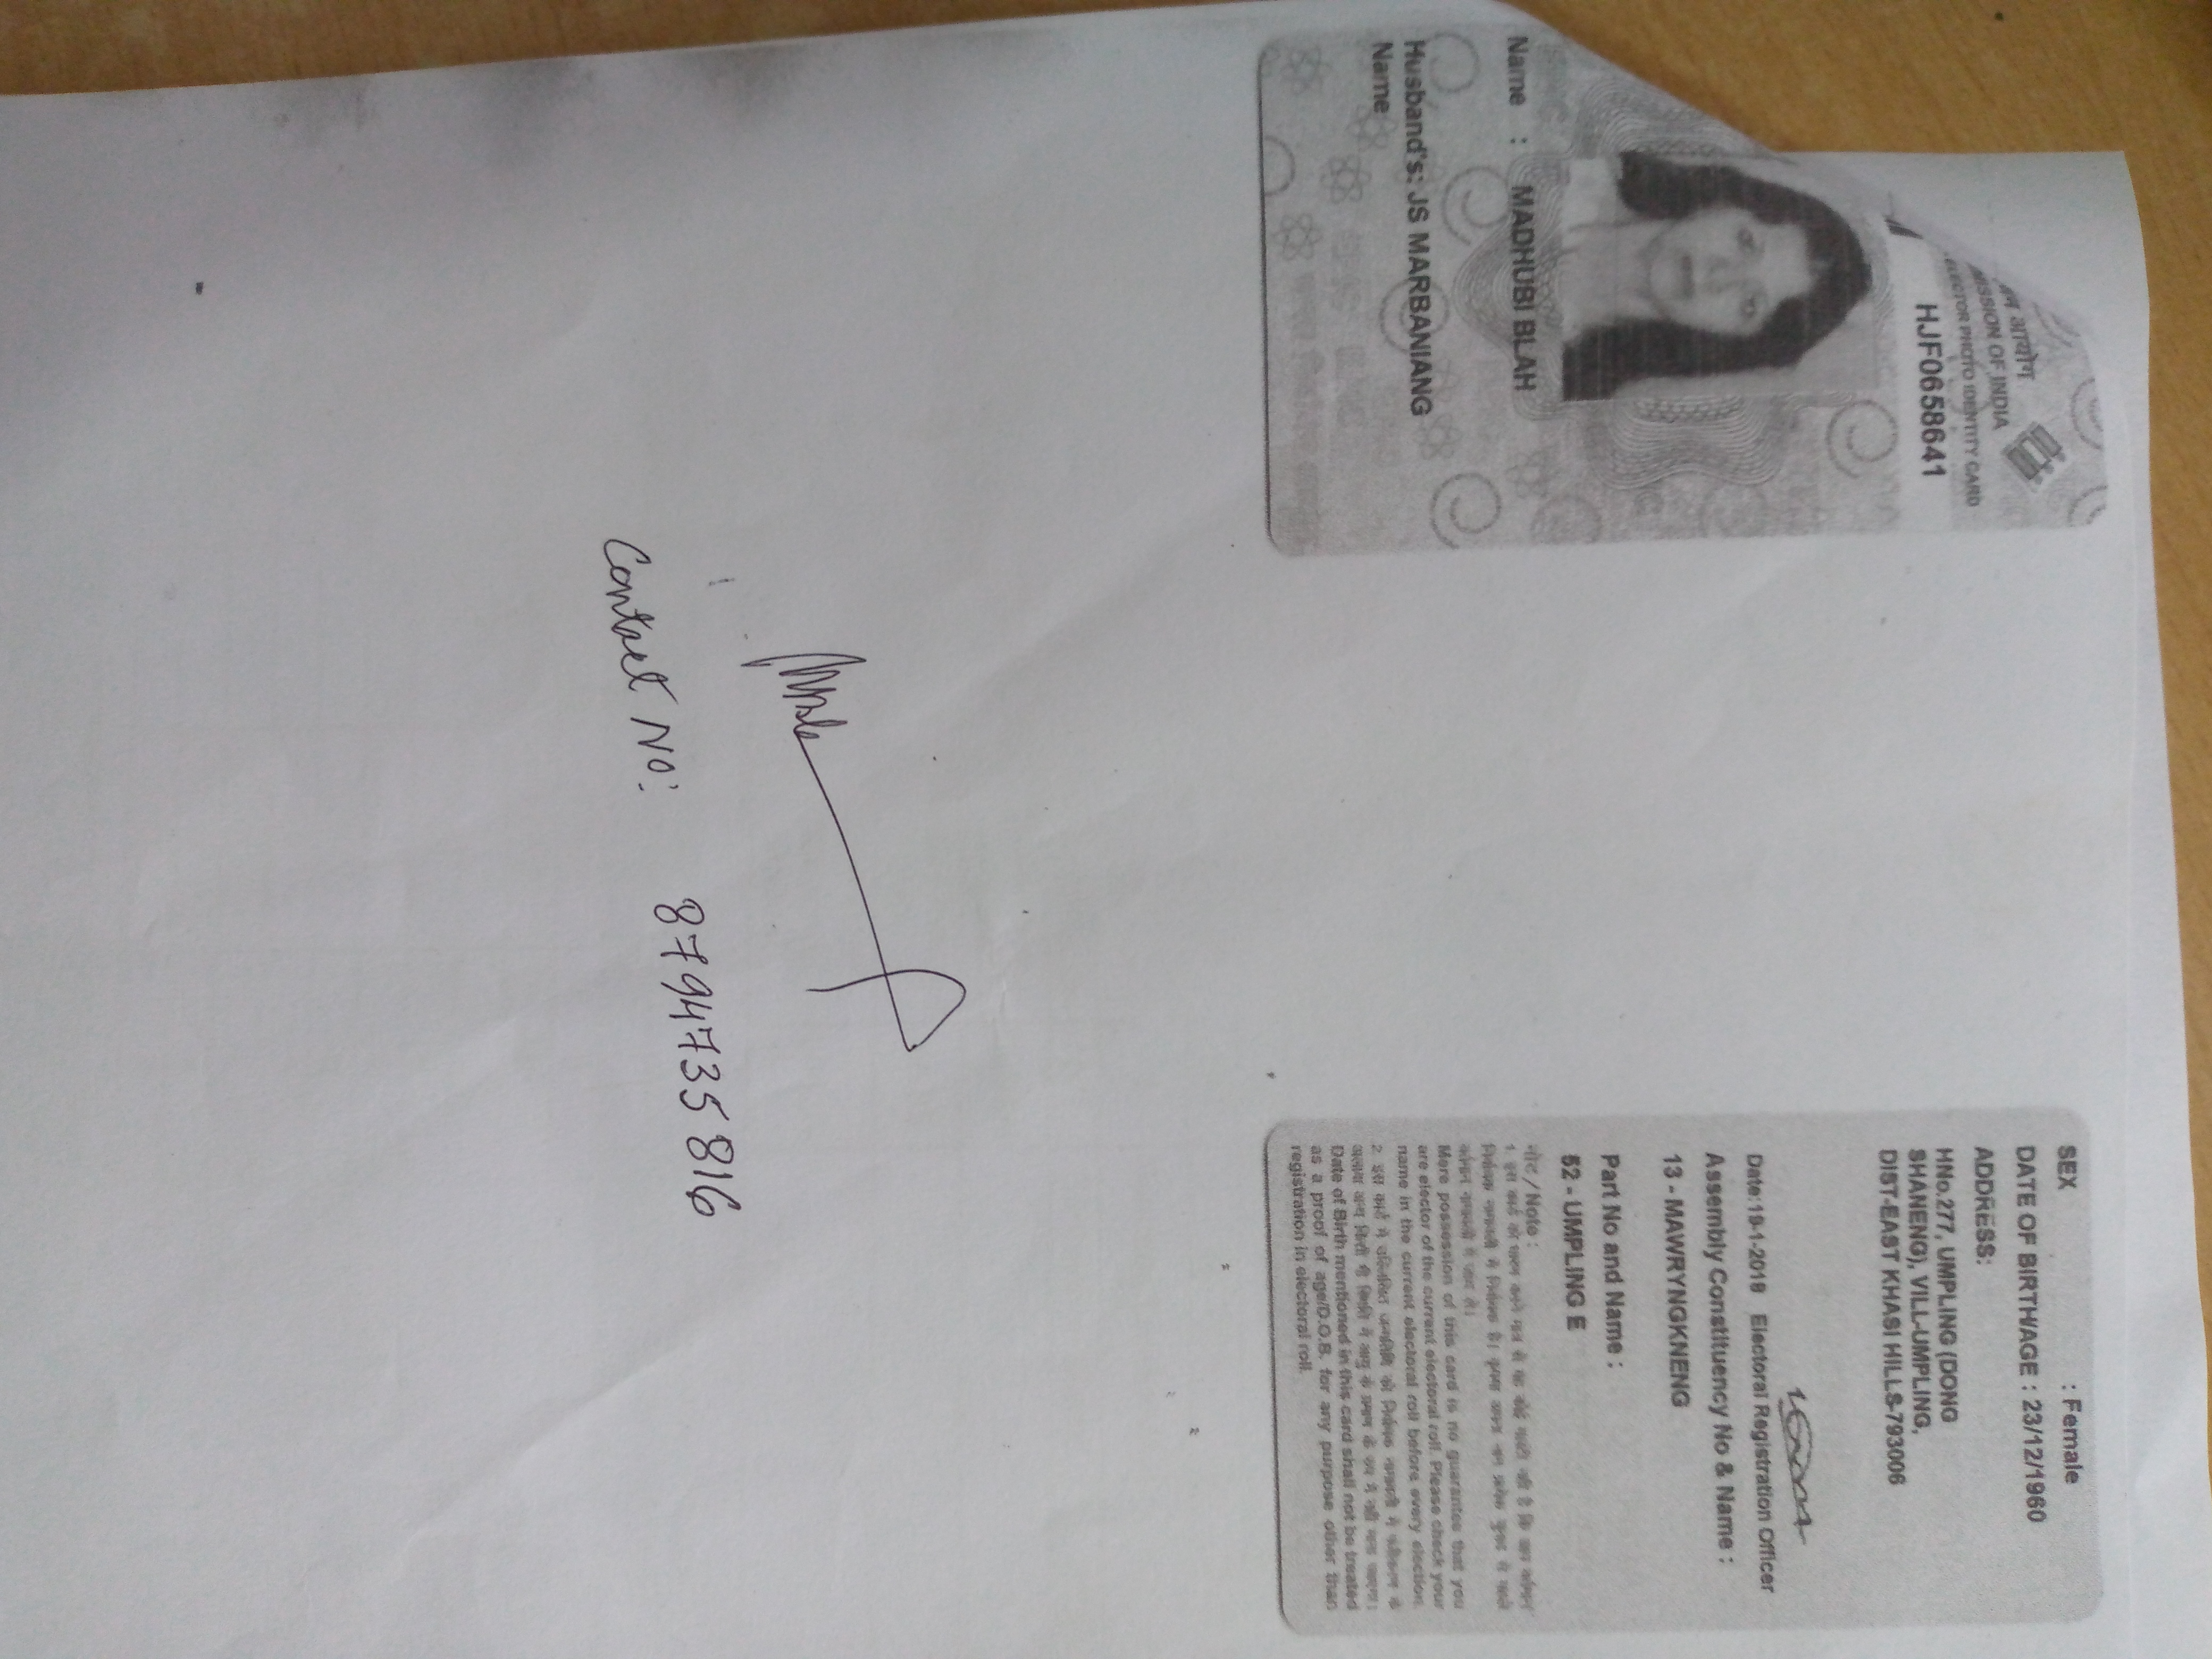 आयोग
MISSION OF INDIA
ELECTOR PHOTO IDENTITY CARD
HJF0658641
Name : MADHUBI BLAH
Husband's: JS MARBANIANG
Name
SEX : Female
DATE OF BIRTH/AGE : 23/12/1960
ADDRESS:
HNo.277, UMPLING (DONG
SHANENG), VILL-UMPLING,
DIST-EAST KHASI HILLS-793006
Date:19-1-2018 Electoral Registration Officer
Assembly Constituency No & Name :
13 - MAWRYNGKNENG
Part No and Name :
52 - UMPLING E
नोट / Note :
Mere possession of this card is no guarantee that you
are elector of the current electoral roll. Please check your
name in the current electoral roll before every election.
Date of Birth mentioned in this card shall not be treated
as a proof of age/D.O.B. for any purpose other than
registration in electoral roll.
Contact No: 8794735816